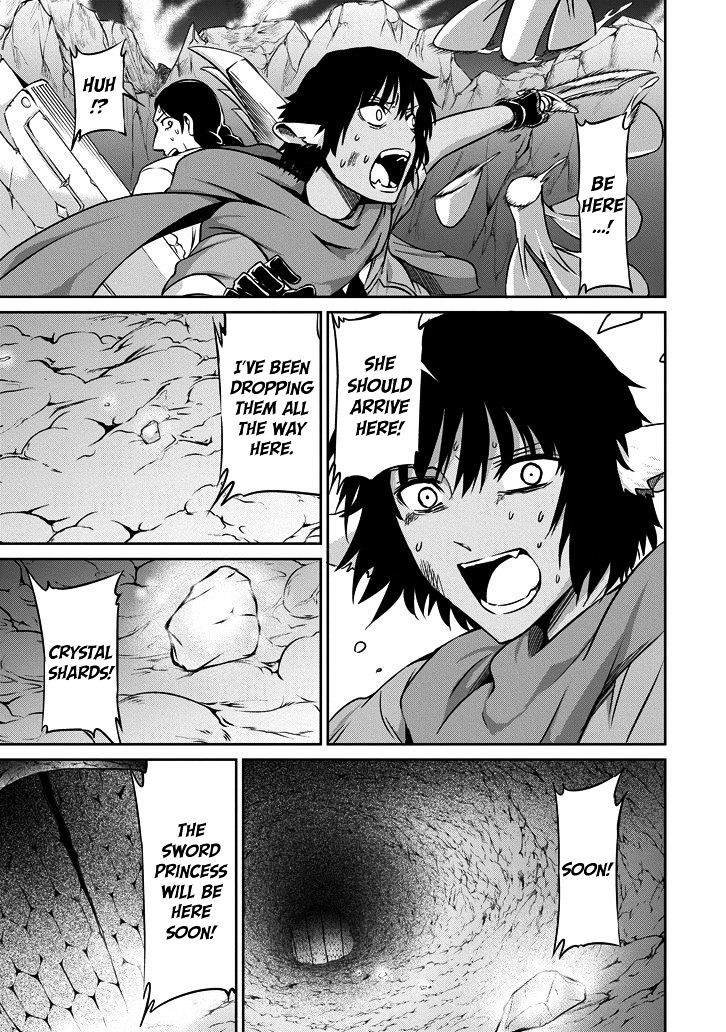 BE
HERE
...!
HUH
!?
SHE
SHOULD
ARRIVE
HERE!
I'VE BEEN
DROPPING
THEM ALL
THE WAY
HERE.
CRYSTAL
SHARDS!
SOON!
THE
SWORD
PRINCESS
WILL BE
HERE
SOON!